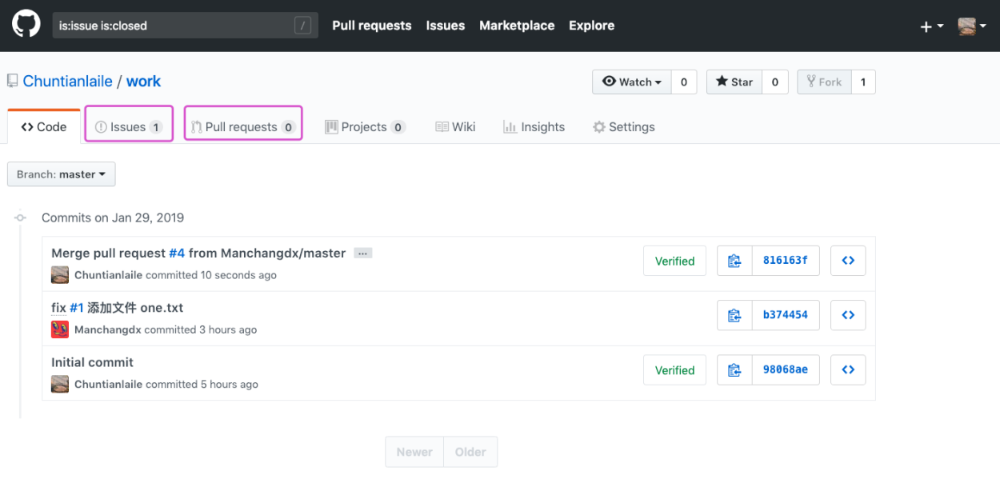 is:issue is:closed / Pull requests Issues Marketplace Explore
Chuntianlaile / work Watch 0 Star 0 Fork 1
Code Issues 1 Pull requests 0 Projects 0 Wiki Insights Settings
Branch: master
Commits on Jan 29, 2019
Merge pull request #4 from Manchangdx/master ...
Chuntianlaile committed 10 seconds ago
Verified 816163f
fix #1 添加文件 one.txt
Manchangdx committed 3 hours ago
b374454
Initial commit
Chuntianlaile committed 5 hours ago
Verified 98068ae
Newer Older